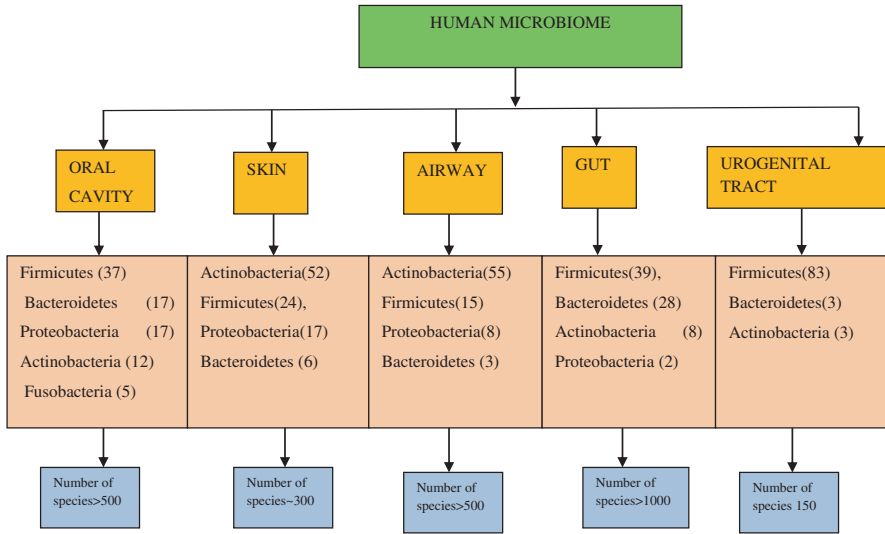 HUMAN MICROBIOME
ORAL
CAVITY
SKIN
AIRWAY
GUT
UROGENITAL
TRACT
Firmicutes (37)
Bacteroidetes (17)
Proteobacteria (17)
Actinobacteria (12)
Fusobacteria (5)
Actinobacteria(52)
Firmicutes(24),
Proteobacteria(17)
Bacteroidetes (6)
Actinobacteria(55)
Firmicutes(15)
Proteobacteria(8)
Bacteroidetes (3)
Firmicutes(39),
Bacteroidetes (28)
Actinobacteria (8)
Proteobacteria (2)
Firmicutes(83)
Bacteroidetes(3)
Actinobacteria (3)
Number of
species>500
Number of
species~300
Number of
species>500
Number of
species>1000
Number of
species 150